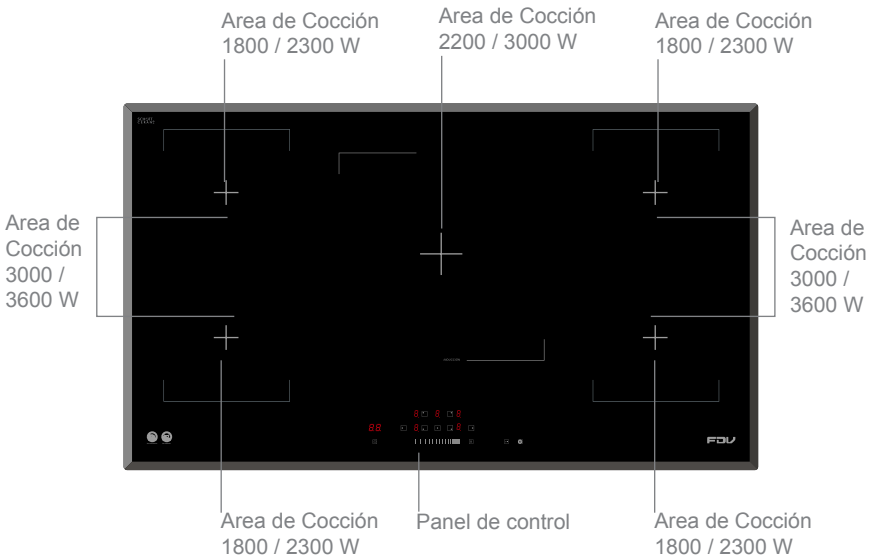 Area de Cocción
1800 / 2300 W
Area de Cocción
2200 / 3000 W
Area de Cocción
1800 / 2300 W
Area de
Cocción
3000 /
3600 W
Area de
Cocción
3000 /
3600 W
FDV
Area de Cocción
1800 / 2300 W
Panel de control
Area de Cocción
1800 / 2300 W